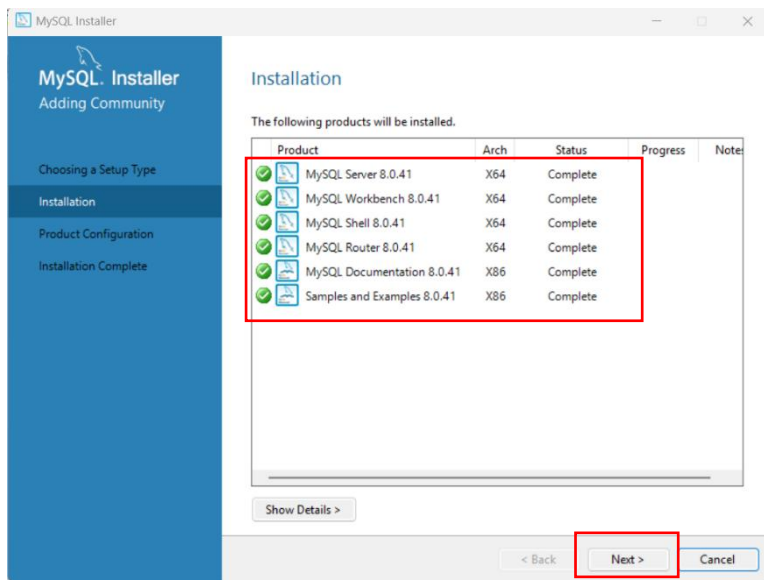 MySQL Installer
MySQL. Installer
Adding Community
Choosing a Setup Type
Installation
Product Configuration
Installation Complete
Installation
The following products will be installed.
Product Arch Status Progress Notes
MySQL Server 8.0.41 X64 Complete
MySQL Workbench 8.0.41 X64 Complete
MySQL Shell 8.0.41 X64 Complete
MySQL Router 8.0.41 X64 Complete
MySQL Documentation 8.0.41 X86 Complete
Samples and Examples 8.0.41 X86 Complete
Show Details >
< Back Next > Cancel